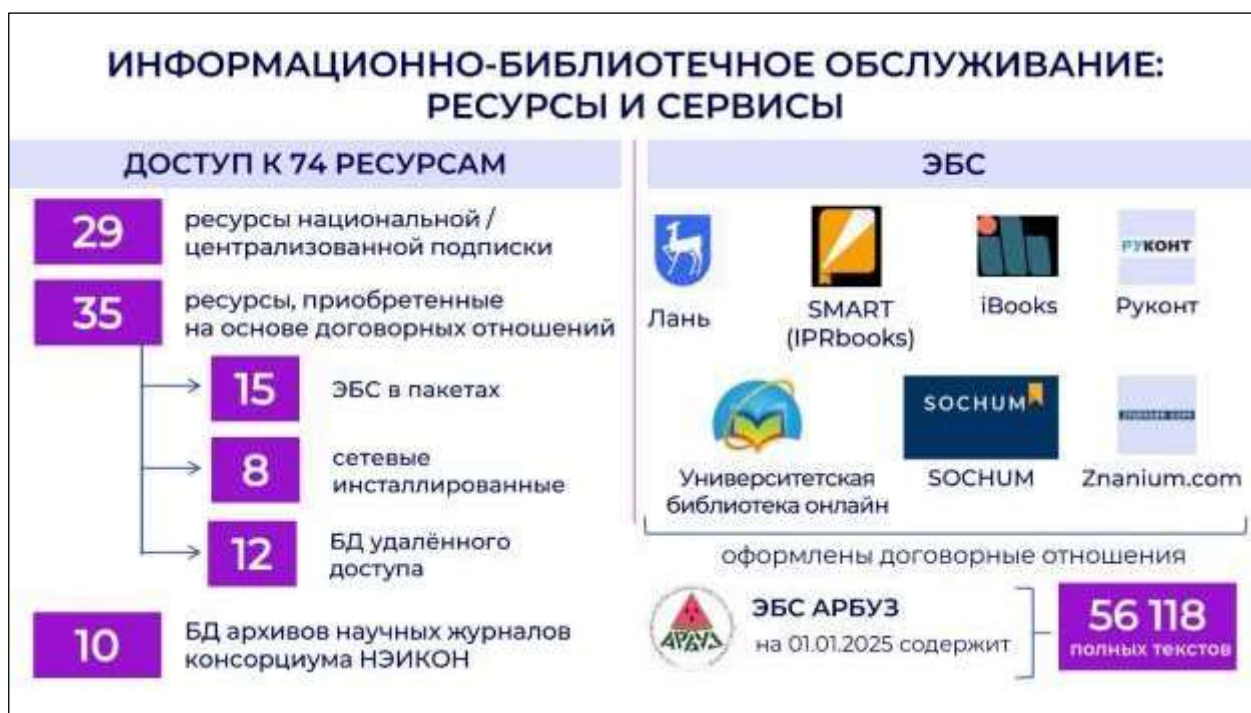 ИНФОРМАЦИОННО-БИБЛИОТЕЧНОЕ ОБСЛУЖИВАНИЕ:
РЕСУРСЫ И СЕРВИСЫ
ДОСТУП К 74 РЕСУРСАМ
29
ресурсы национальной /
централизованной подписки
35
ресурсы, приобретенные
на основе договорных отношений
15
ЭБС в пакетах
8
сетевые
инсталлированные
12
БД удалённого
доступа
10
БД архивов научных журналов
консорциума НЭИКОН
ЭБС
Лань
SMART
(IPRbooks)
iBooks
РУКОНТ
Руконт
Университетская
библиотека онлайн
SOCHUM
SOCHUM
znanium.com
Znanium.com
оформлены договорные отношения
АРБУЗ
ЭБС АРБУЗ
на 01.01.2025 содержит
56 118
полных текстов